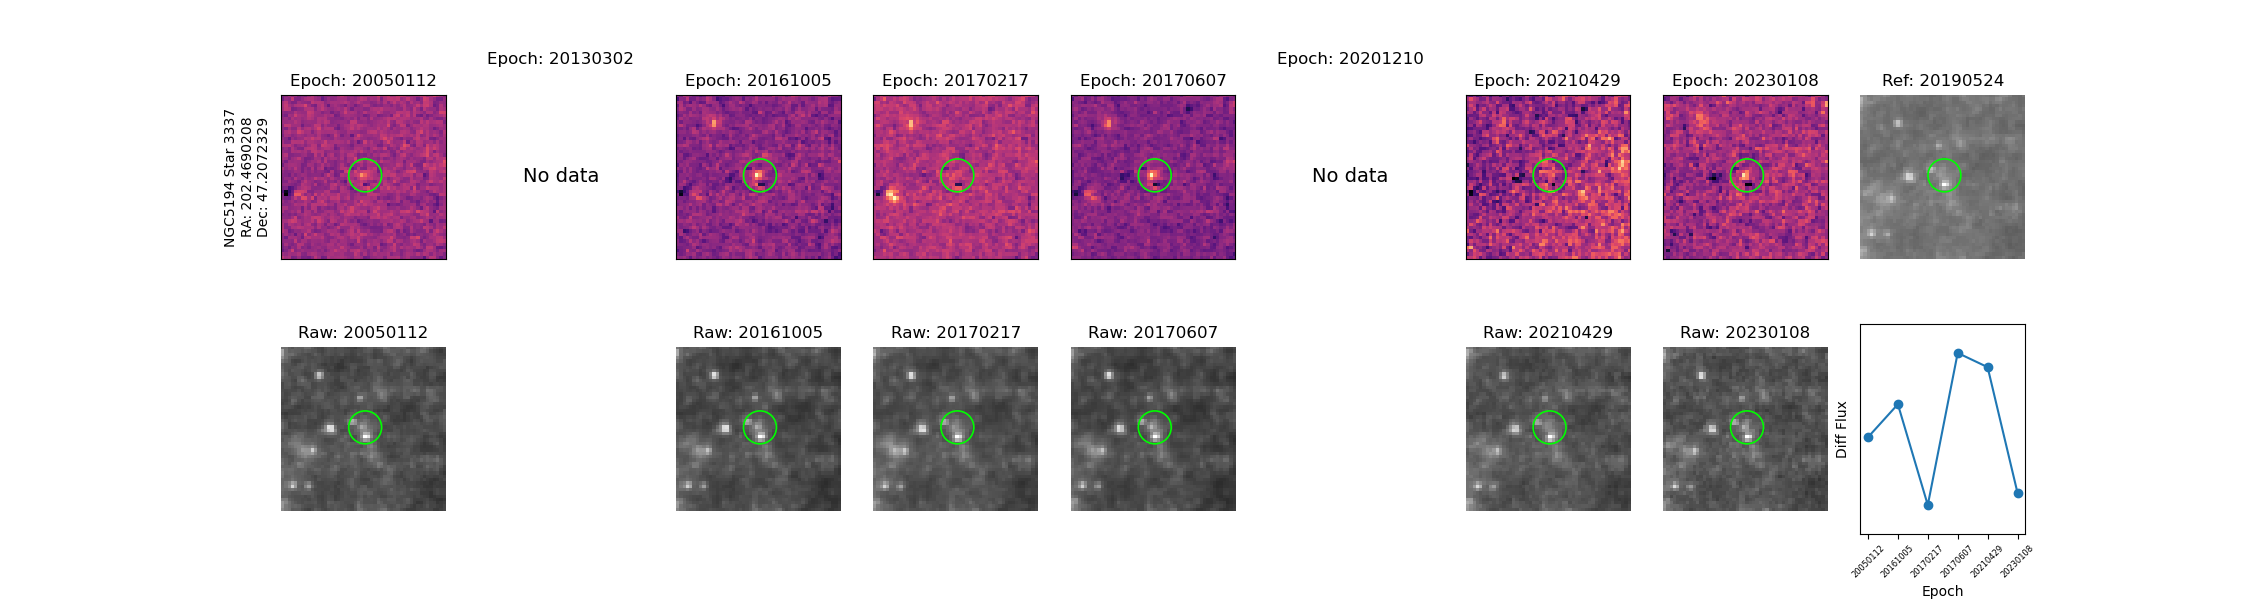 Epoch: 20130302
Epoch: 20201210
Epoch: 20050112
Epoch: 20161005
Epoch: 20170217
Epoch: 20170607
Epoch: 20210429
Epoch: 20230108
Ref: 20190524
NGC5194 Star 3337
RA: 202.4690208
Dec: 47.2072329
No data
No data
Raw: 20050112
Raw: 20161005
Raw: 20170217
Raw: 20170607
Raw: 20210429
Raw: 20230108
Diff Flux
20050112
20161005
20170217
20170607
20210429
20230108
Epoch